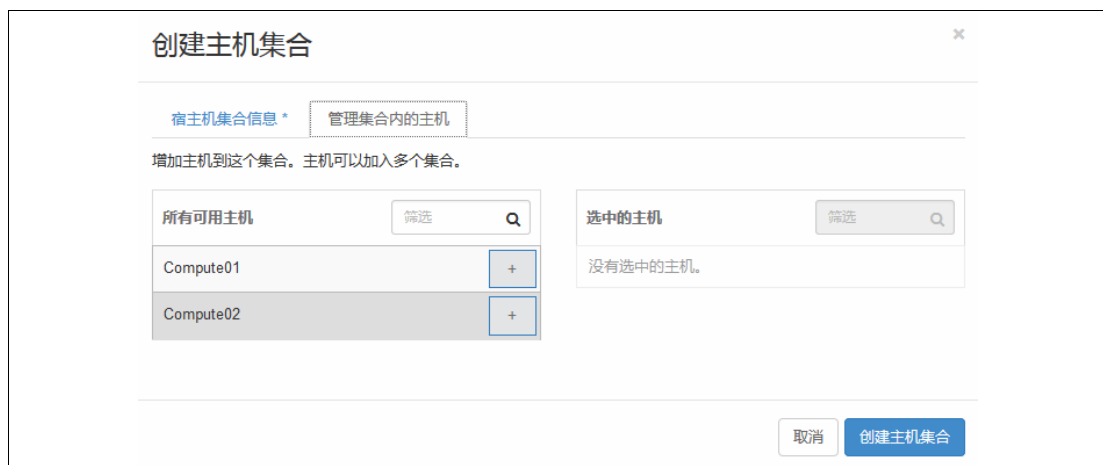 创建主机集合
×
宿主机集合信息 *
管理集合内的主机
增加主机到这个集合。主机可以加入多个集合。
所有可用主机
筛选
Compute01
+
Compute02
+
选中的主机
筛选
没有选中的主机。
取消
创建主机集合